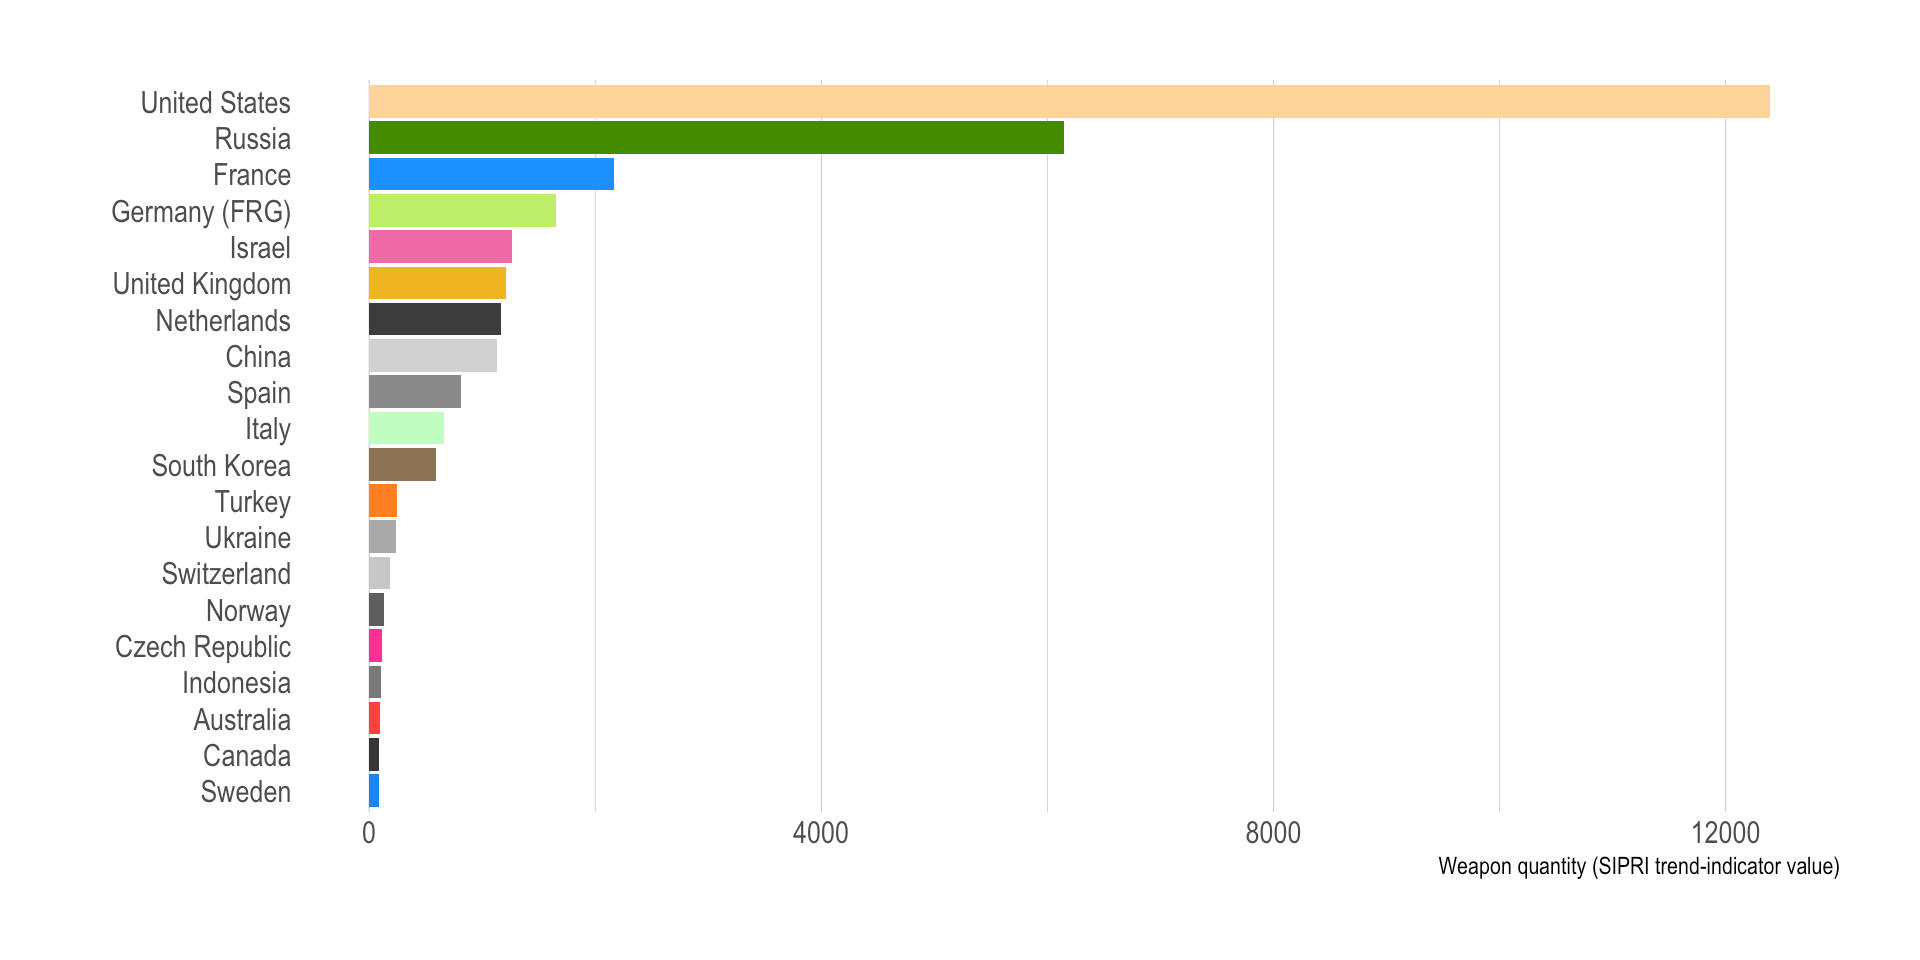 United States
Russia
France
Germany (FRG)
Israel
United Kingdom
Netherlands
China
Spain
Italy
South Korea
Turkey
Ukraine
Switzerland
Norway
Czech Republic
Indonesia
Australia
Canada
Sweden
0 4000 8000 12000
Weapon quantity (SIPRI trend-indicator value)